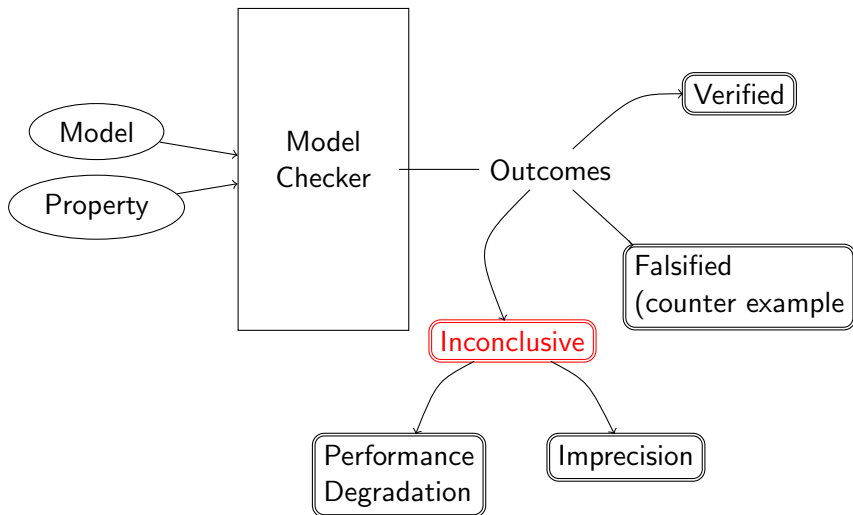 Model
Property
Model
Checker
Outcomes
Verified
Falsified
(counter example
Inconclusive
Performance
Degradation
Imprecision